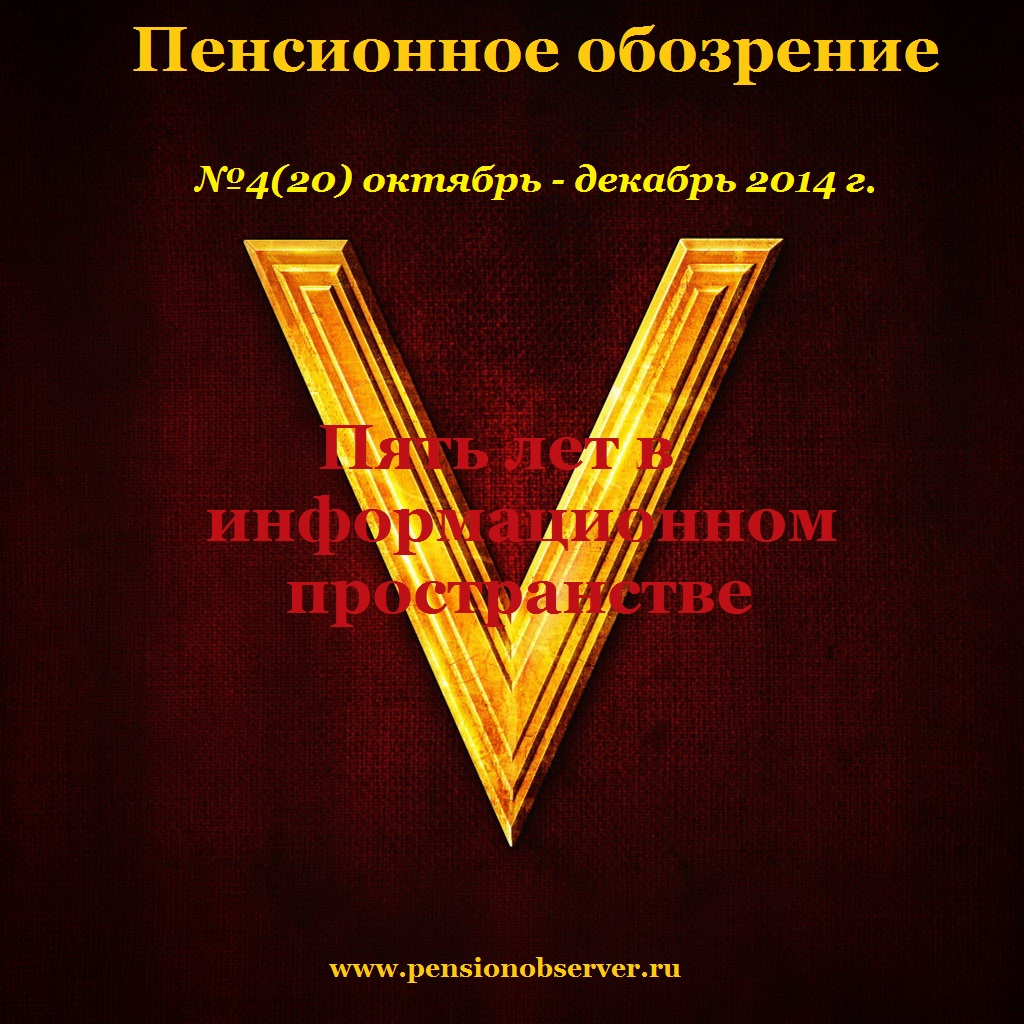 Пенсионное обозрение
№4(20) октябрь - декабрь 2014 г.
V
Пять лет в
информационном
пространстве
www.pensionobserver.ru